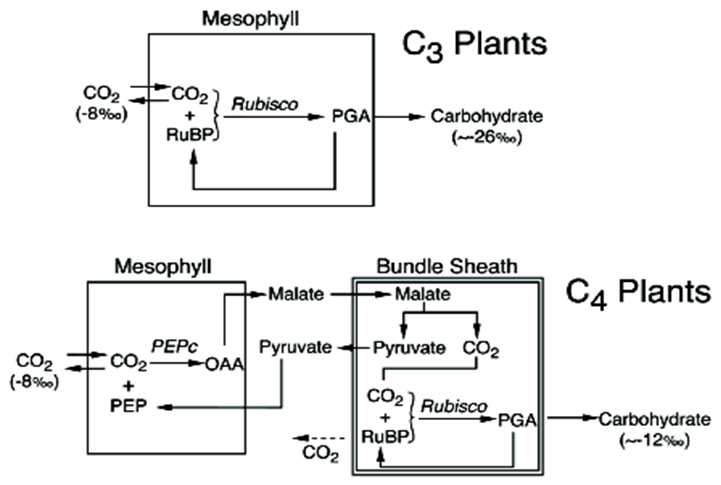 Mesophyll
C₃ Plants
CO₂
(-8‰)
CO₂
+
RuBP
Rubisco
PGA
Carbohydrate
(~-26‰)
Mesophyll
Bundle Sheath
C₄ Plants
Malate
Malate
CO₂
(-8‰)
CO₂
+
PEP
PEPc
OAA
Pyruvate
Pyruvate
CO₂
CO₂
+
RuBP
Rubisco
PGA
Carbohydrate
(~-12‰)
CO₂